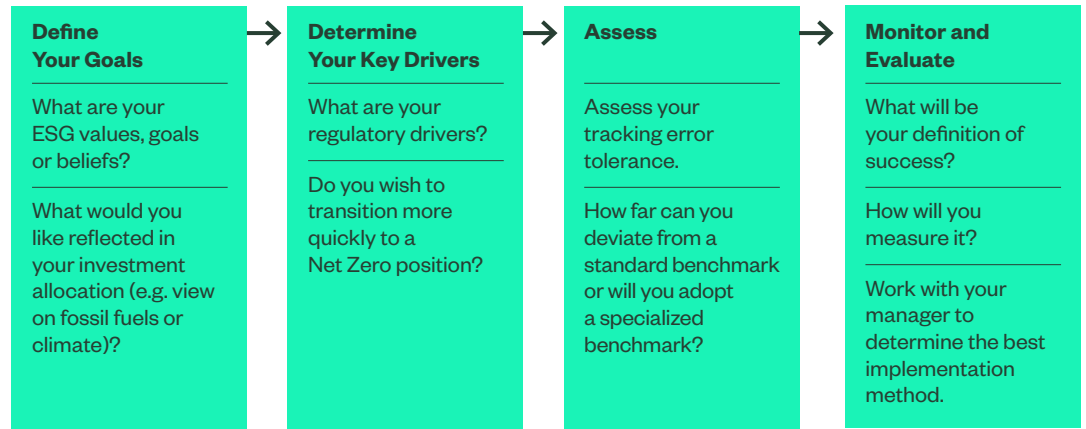 Define
Your Goals
What are your
ESG values, goals
or beliefs?
What would you
like reflected in
your investment
allocation (e.g. view
on fossil fuels or
climate)?
Determine
Your Key Drivers
What are your
regulatory drivers?
Do you wish to
transition more
quickly to a
Net Zero position?
Assess
Assess your
tracking error
tolerance.
How far can you
deviate from a
standard benchmark
or will you adopt
a specialized
benchmark?
Monitor and
Evaluate
What will be
your definition of
success?
How will you
measure it?
Work with your
manager to
determine the best
implementation
method.